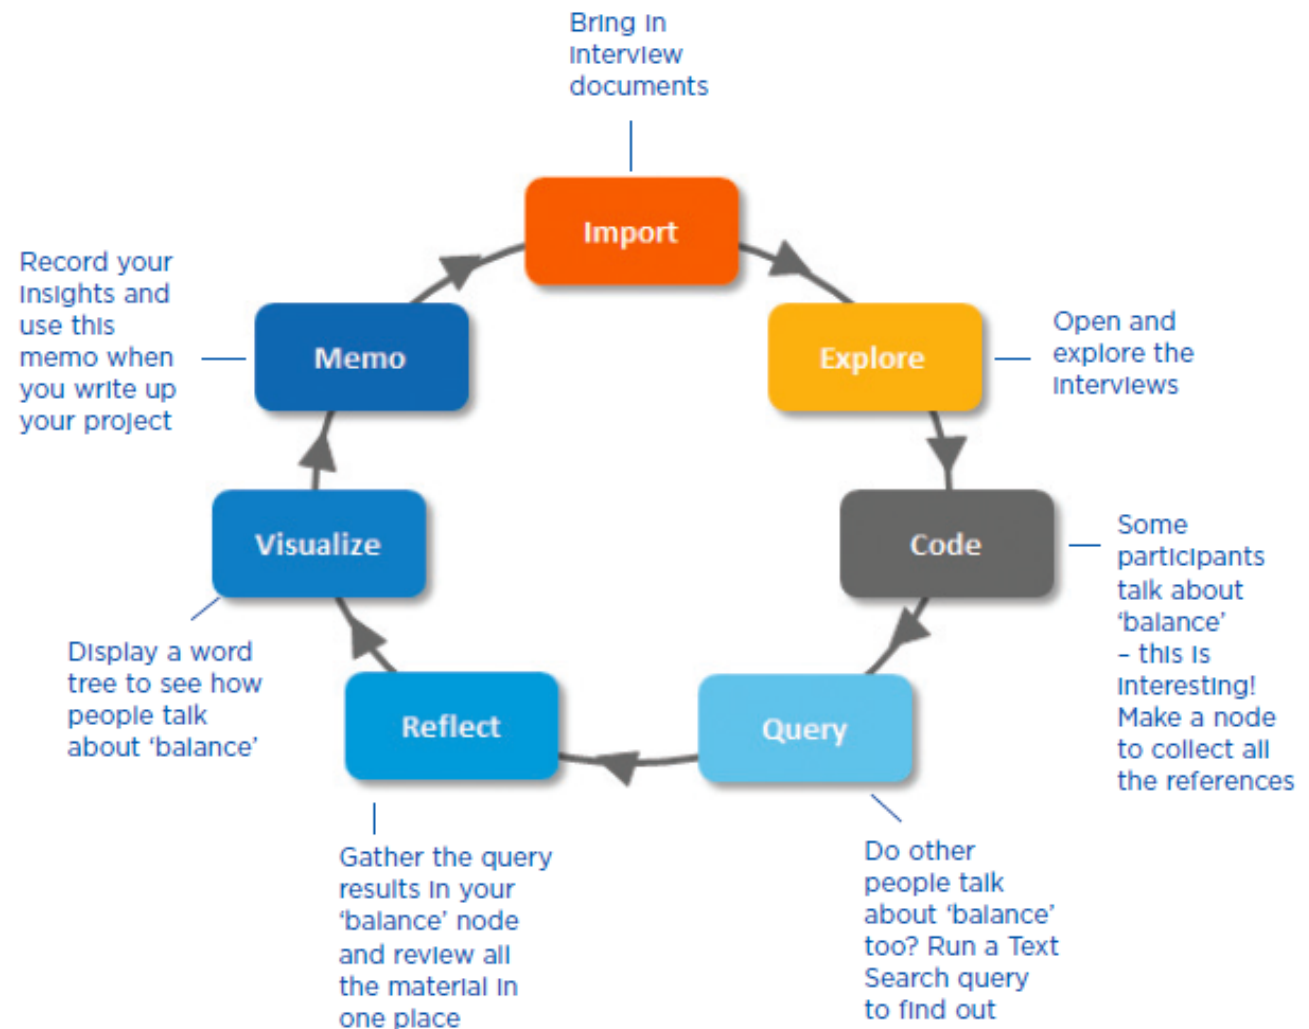 Bring in
interview
documents
Import
Explore
Open and
explore the
interviews
Code
Some
participants
talk about
‘balance’
– this is
interesting!
Make a node
to collect all
the references
Query
Do other
people talk
about ‘balance’
too? Run a Text
Search query
to find out
Reflect
Gather the query
results in your
‘balance’ node
and review all
the material in
one place
Visualize
Display a word
tree to see how
people talk
about ‘balance’
Memo
Record your
insights and
use this
memo when
you write up
your project